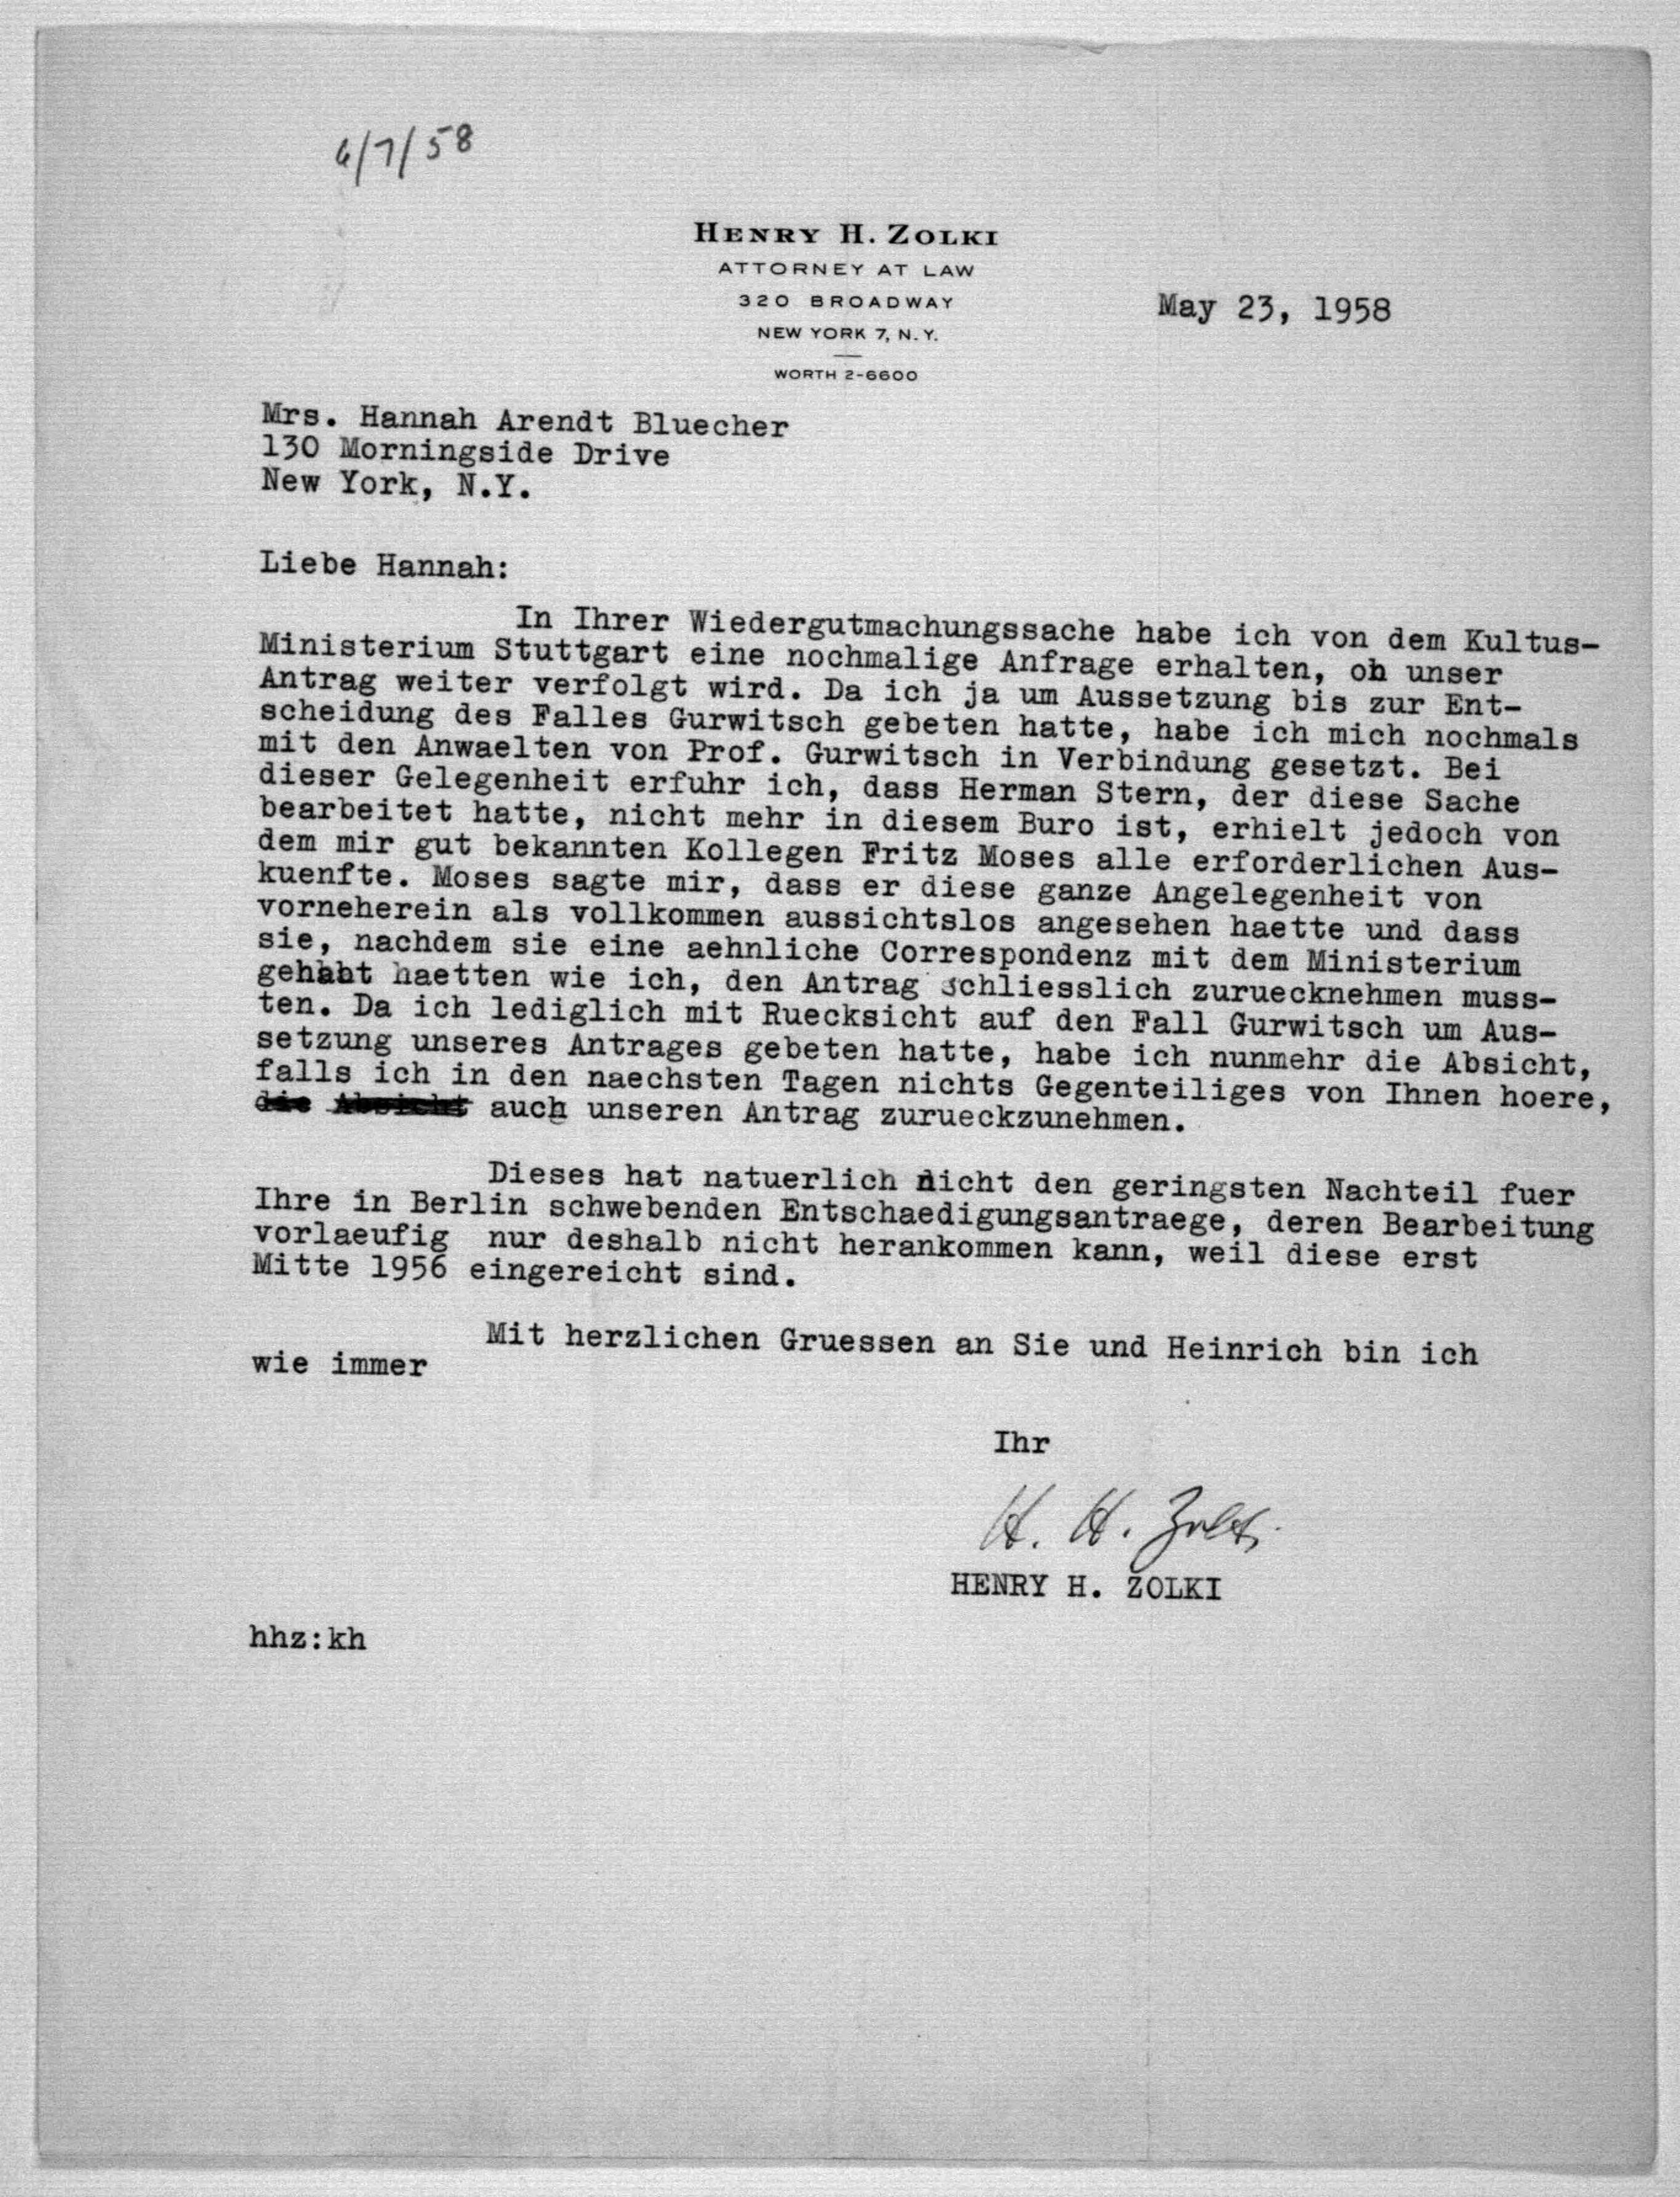 6/7/58
HENRY H. ZOLKI
ATTORNEY AT LAW
320 BROADWAY
NEW YORK 7, N.Y.
WORTH 2-6600
May 23, 1958
Mrs. Hannah Arendt Bluecher
130 Morningside Drive
New York, N.Y.
Liebe Hannah:
In Ihrer Wiedergutmachungssache habe ich von dem Kultus-
Ministerium Stuttgart eine nochmalige Anfrage erhalten, ob unser
Antrag weiter verfolgt wird. Da ich ja um Aussetzung bis zur Ent-
scheidung des Falles Gurwitsch gebeten hatte, habe ich mich nochmals
mit den Anwaelten von Prof. Gurwitsch in Verbindung gesetzt. Bei
dieser Gelegenheit erfuhr ich, dass Herman Stern, der diese Sache
bearbeitet hatte, nicht mehr in diesem Buro ist, erhielt jedoch von
dem mir gut bekannten Kollegen Fritz Moses alle erforderlichen Aus-
kuenfte. Moses sagte mir, dass er diese ganze Angelegenheit von
vorneherein als vollkommen aussichtslos angesehen haette und dass
sie, nachdem sie eine aehnliche Correspondenz mit dem Ministerium
gehabt haetten wie ich, den Antrag schliesslich zuruecknehmen muss-
ten. Da ich lediglich mit Ruecksicht auf den Fall Gurwitsch um Aus-
setzung unseres Antrages gebeten hatte, habe ich nunmehr die Absicht,
falls ich in den naechsten Tagen nichts Gegenteiliges von Ihnen hoere,
die Absicht auch unseren Antrag zurueckzunehmen.
Dieses hat natuerlich nicht den geringsten Nachteil fuer
Ihre in Berlin schwebenden Entschaedigungsantraege, deren Bearbeitung
vorlaeufig nur deshalb nicht herankommen kann, weil diese erst
Mitte 1956 eingereicht sind.
Mit herzlichen Gruessen an Sie und Heinrich bin ich
wie immer
Ihr
H. H. Zolki
HENRY H. ZOLKI
hhz:kh